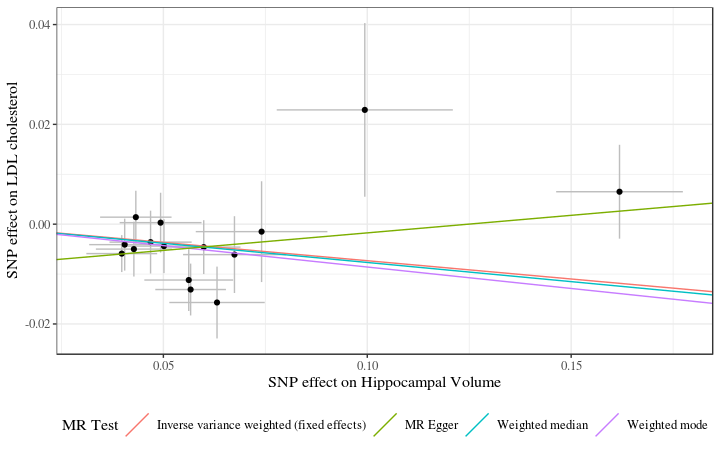 0.04
0.02
0.00
-0.02
SNP effect on LDL cholesterol
0.05 0.10 0.15
SNP effect on Hippocampal Volume
MR Test Inverse variance weighted (fixed effects) MR Egger Weighted median Weighted mode